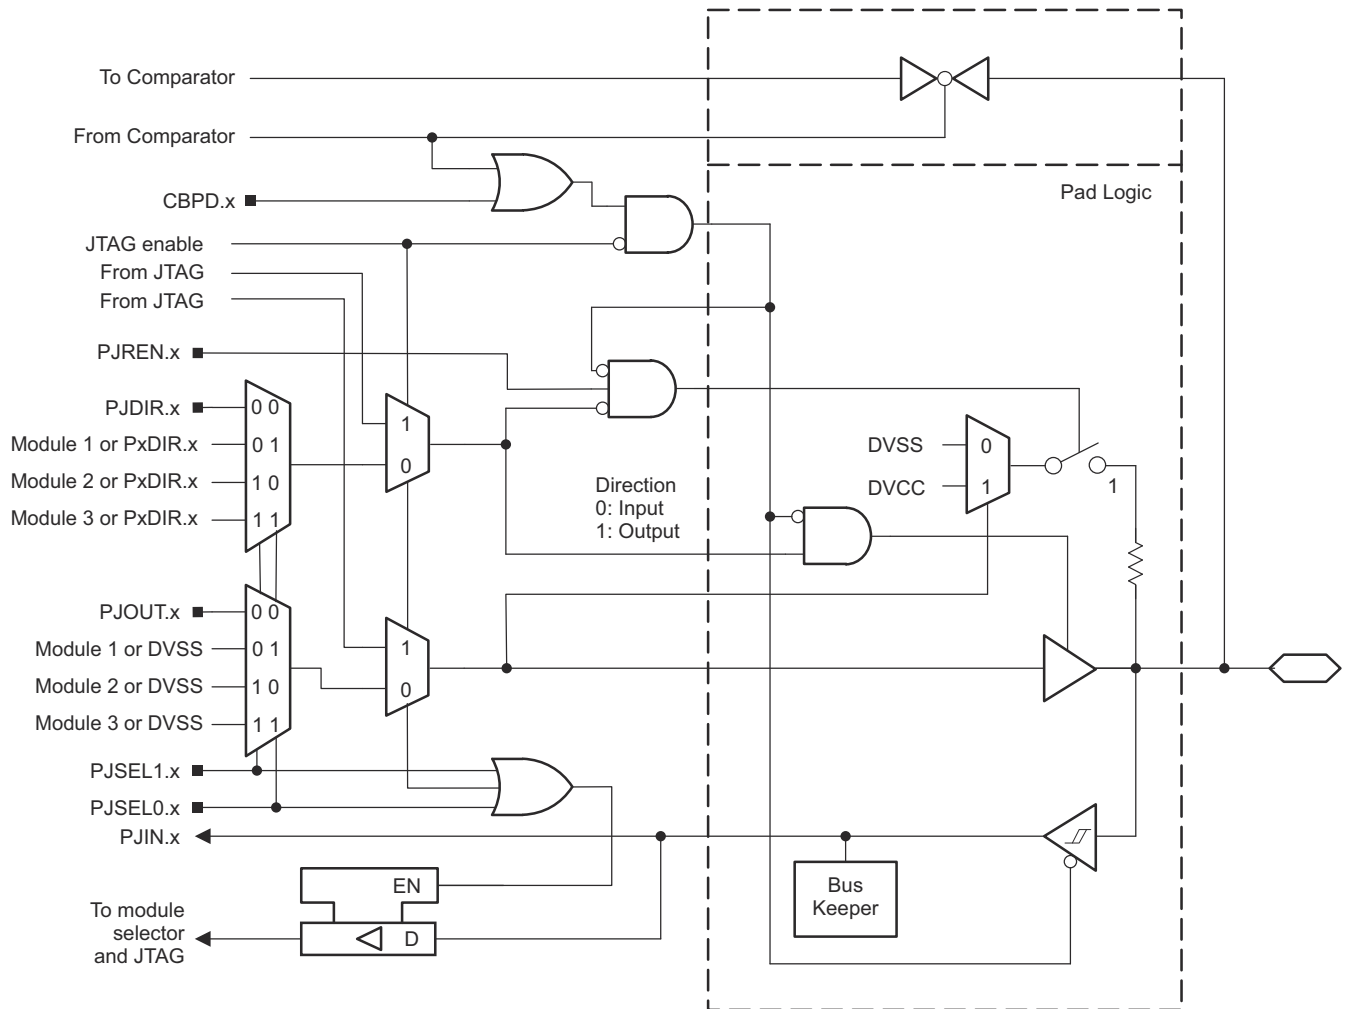 To Comparator
From Comparator
Pad Logic
CBPD.x
JTAG enable
From JTAG
From JTAG
PJREN.x
PJDIR.x
0 0
Module 1 or PxDIR.x
0 1
Module 2 or PxDIR.x
1 0
Module 3 or PxDIR.x
1 1
1
0
Direction
0: Input
1: Output
DVSS
0
DVCC
1
1
PJOUT.x
0 0
Module 1 or DVSS
0 1
Module 2 or DVSS
1 0
Module 3 or DVSS
1 1
1
0
PJSEL1.x
PJSEL0.x
PJIN.x
EN
D
To module
selector
and JTAG
Bus
Keeper